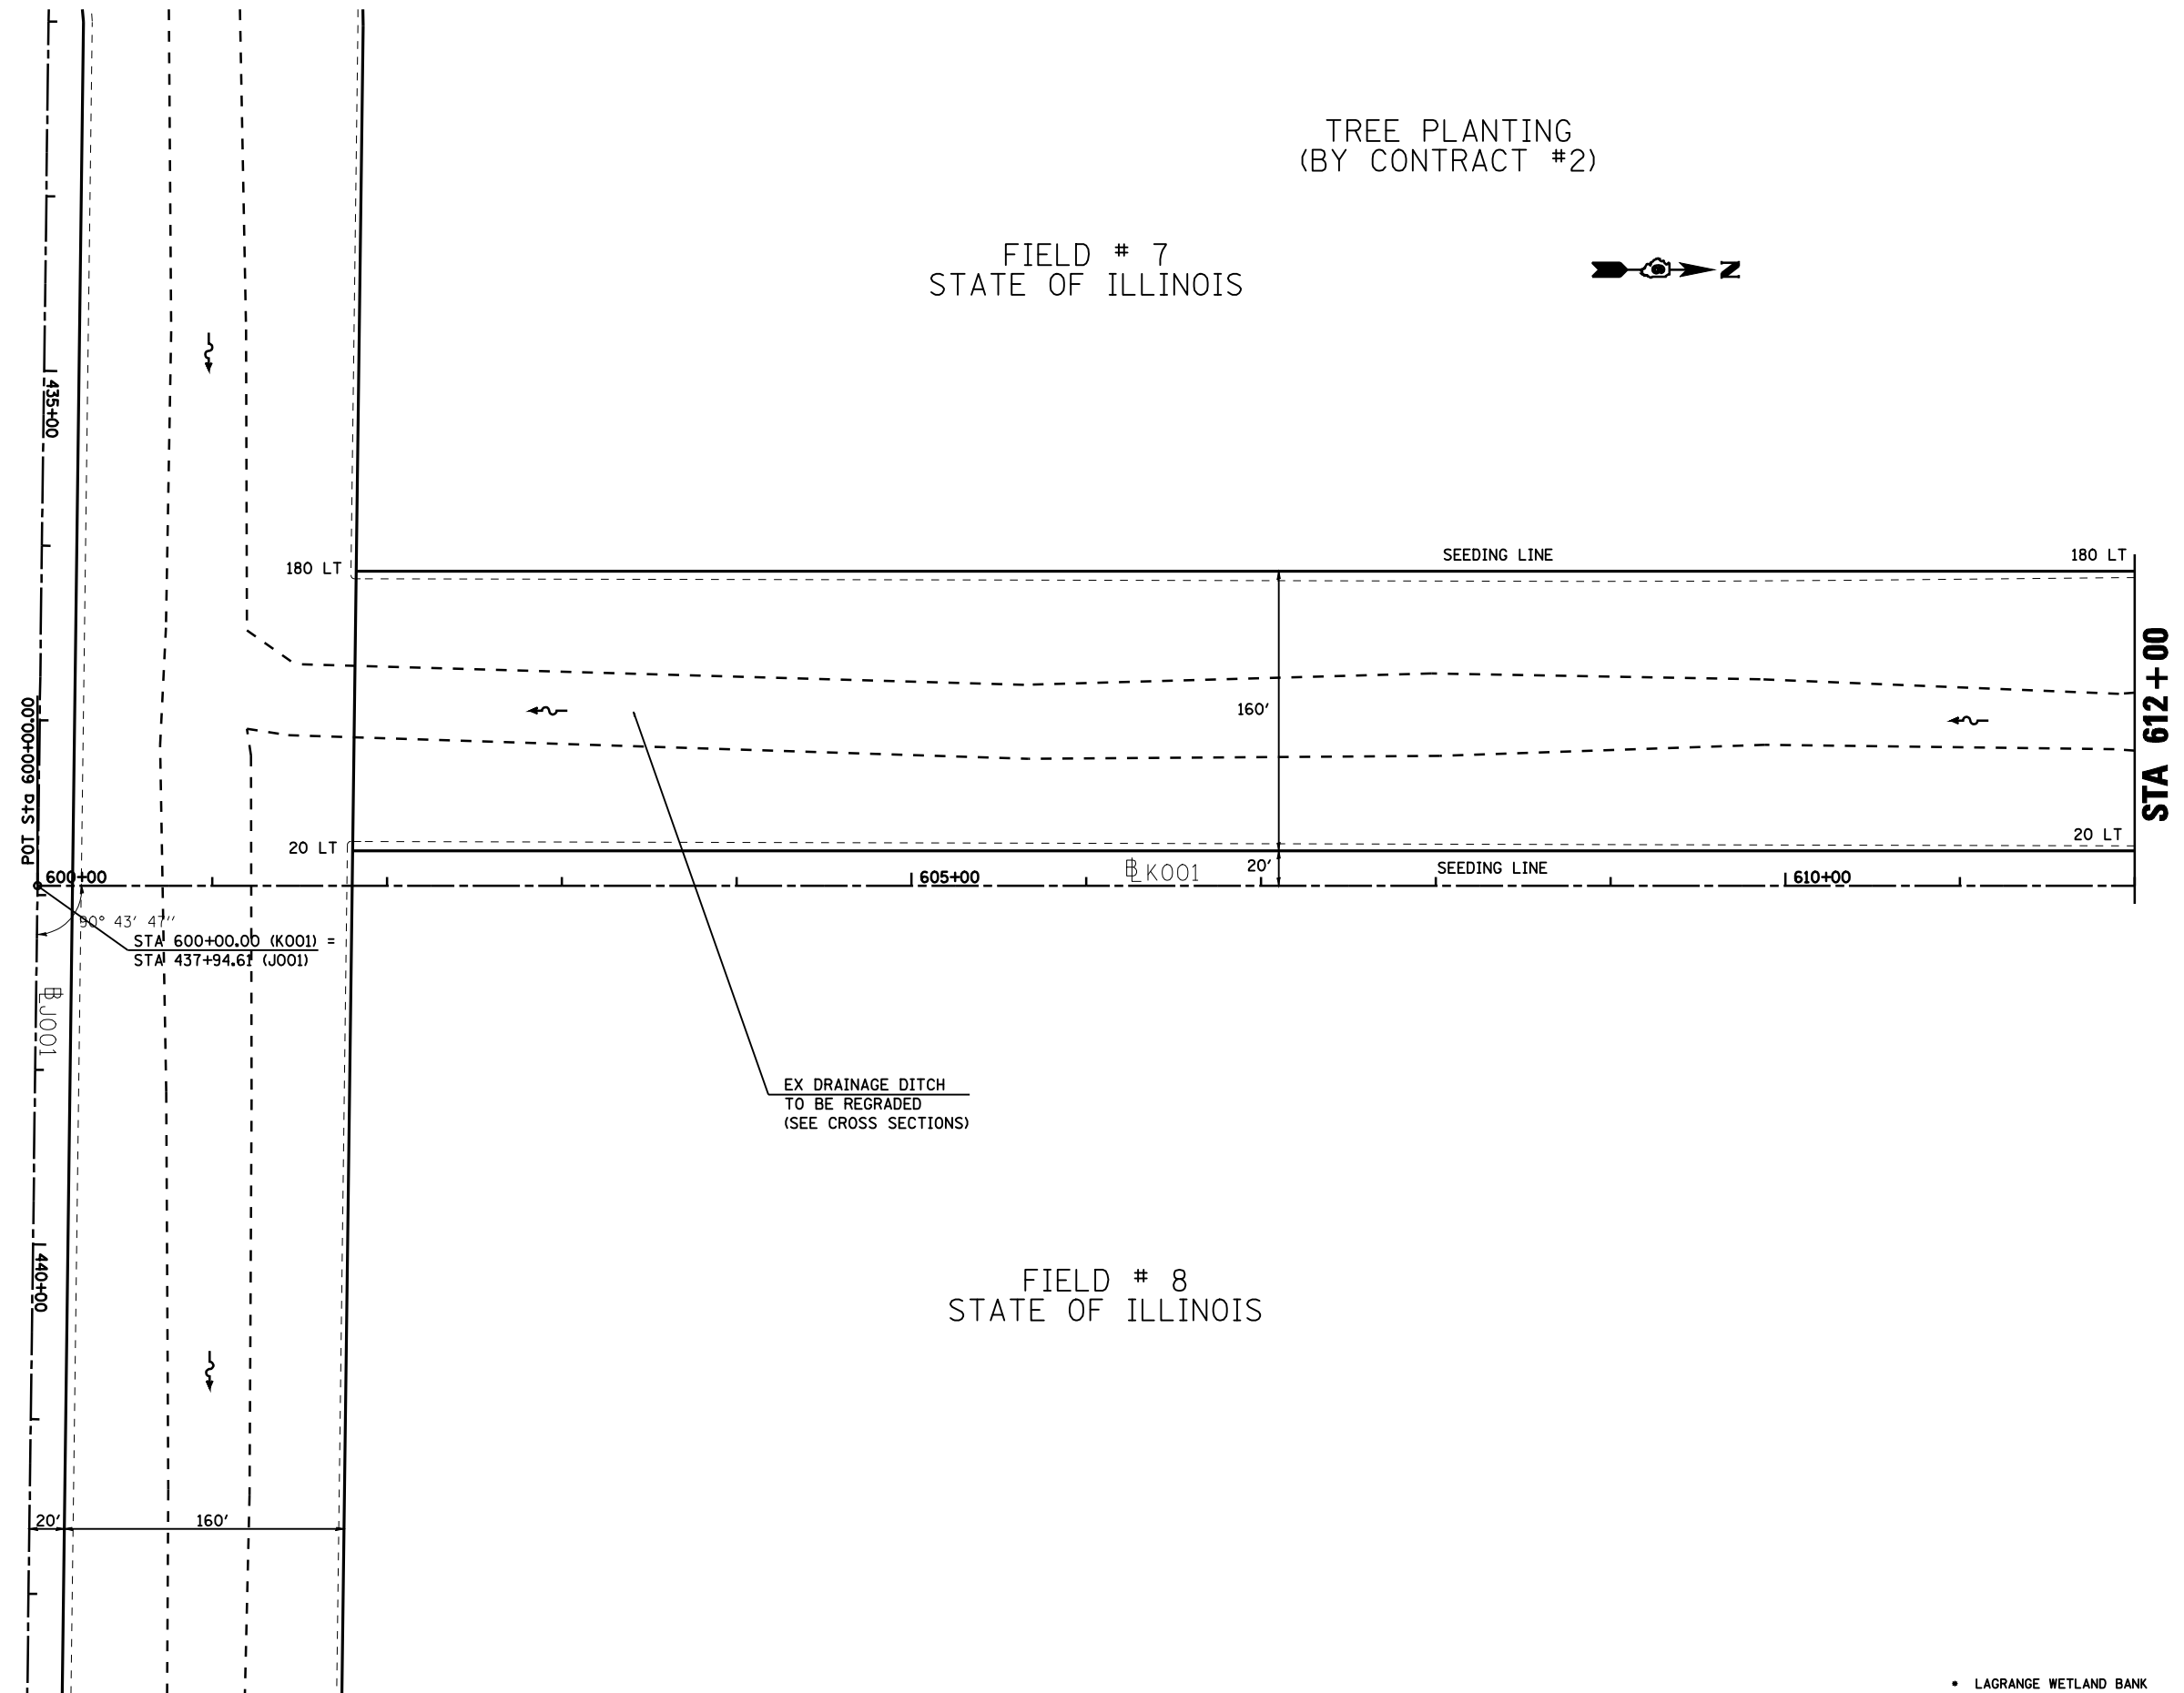 TREE PLANTING
(BY CONTRACT #2)
FIELD # 7
STATE OF ILLINOIS
N
435+00
180 LT
SEEDING LINE
180 LT
160'
STA 612+00
POT Sta 600+00.00
20 LT
20 LT
600+00
605+00
BL K001
20'
SEEDING LINE
610+00
90° 43' 47"
STA 600+00.00 (K001) =
STA 437+94.61 (J001)
BL J001
EX DRAINAGE DITCH
TO BE REGRADED
(SEE CROSS SECTIONS)
440+00
FIELD # 8
STATE OF ILLINOIS
20'
160'
* LAGRANGE WETLAND BANK